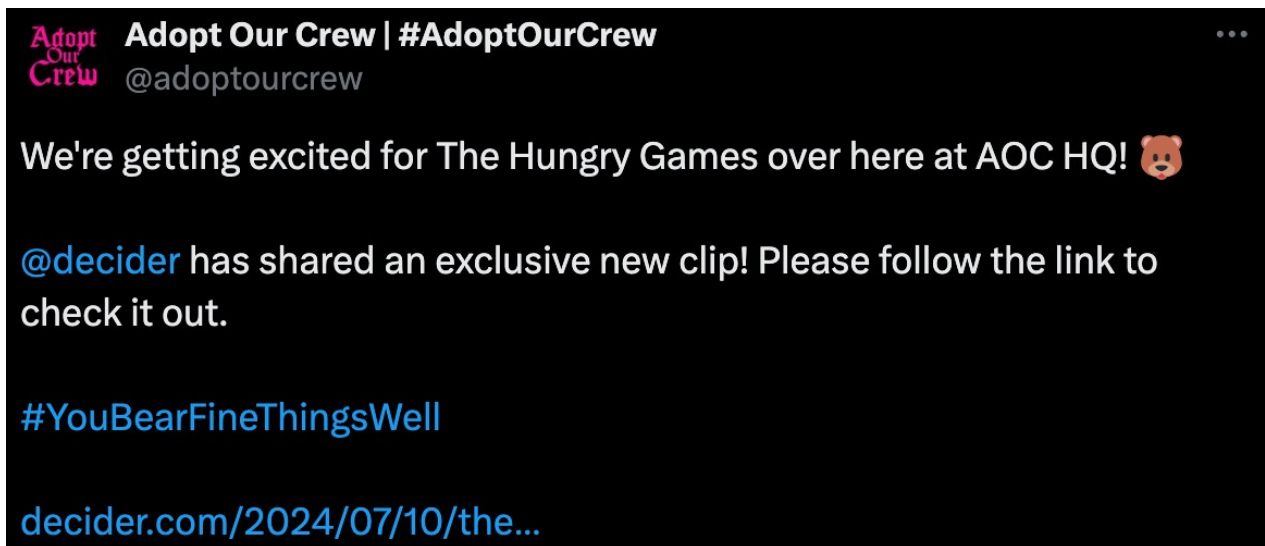 Adopt
Our
Crew
Adopt Our Crew | #AdoptOurCrew
@adoptourcrew
We're getting excited for The Hungry Games over here at AOC HQ! 🐻
@decider has shared an exclusive new clip! Please follow the link to
check it out.
#YouBearFineThingsWell
decider.com/2024/07/10/the...